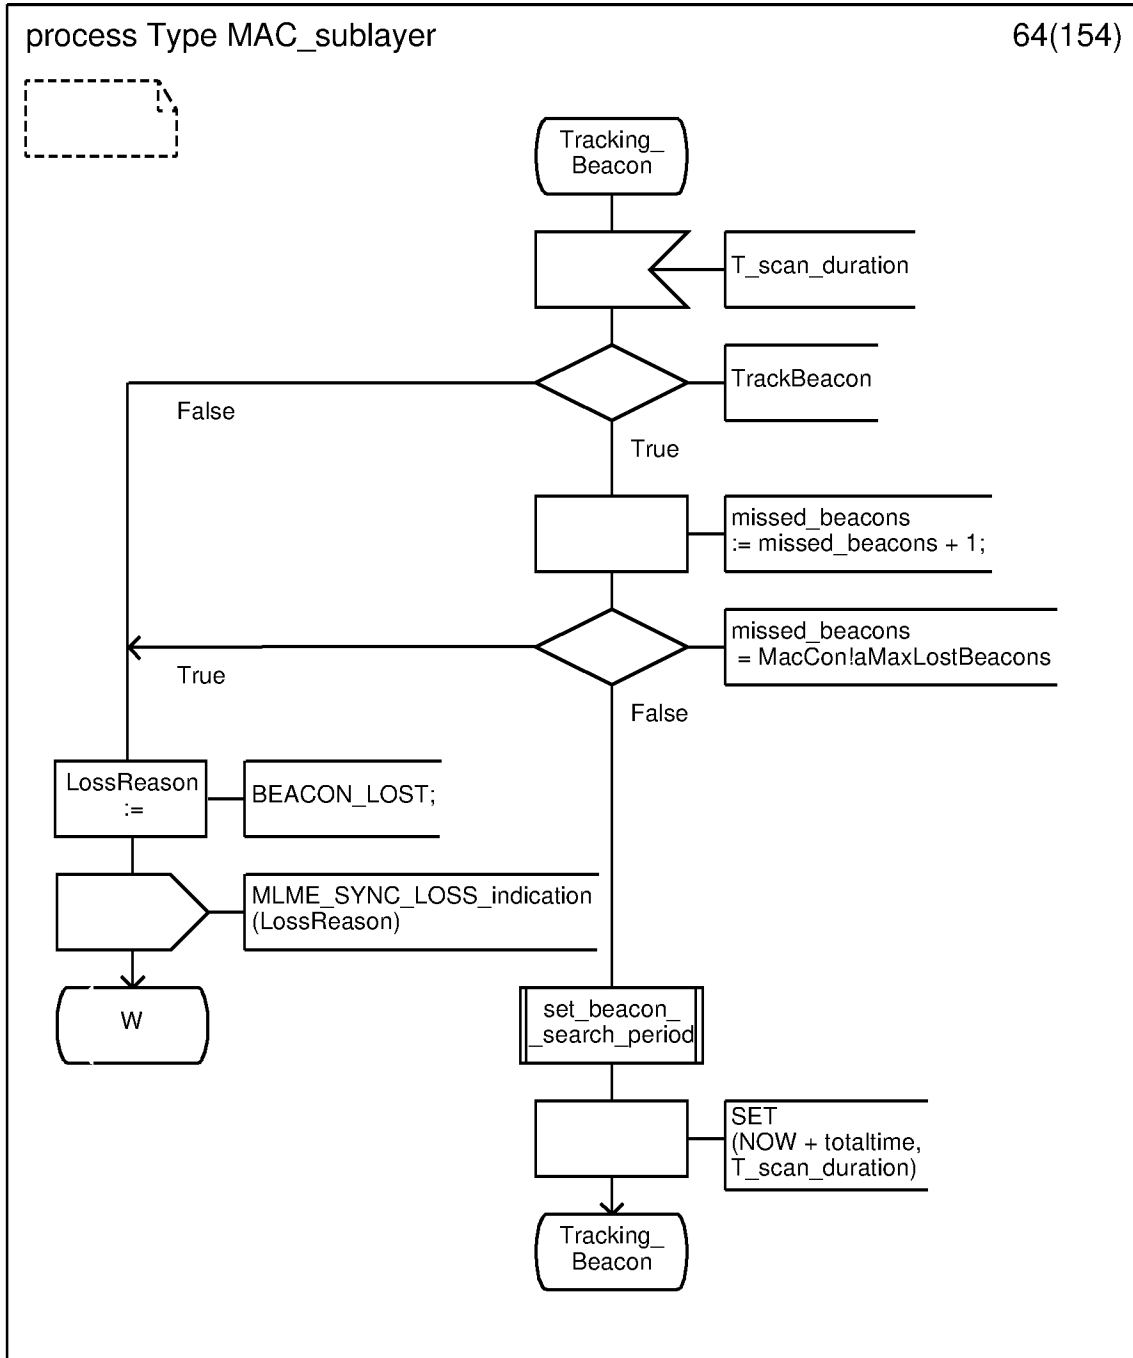 process Type MAC_sublayer
64(154)
Tracking_
Beacon
T_scan_duration
TrackBeacon
False
True
missed_beacons
:= missed_beacons + 1;
missed_beacons
= MacCon!aMaxLostBeacons
True
False
LossReason
:=
BEACON_LOST;
MLME_SYNC_LOSS_indication
(LossReason)
W
set_beacon_
_search_period
SET
(NOW + totaltime,
T_scan_duration)
Tracking_
Beacon